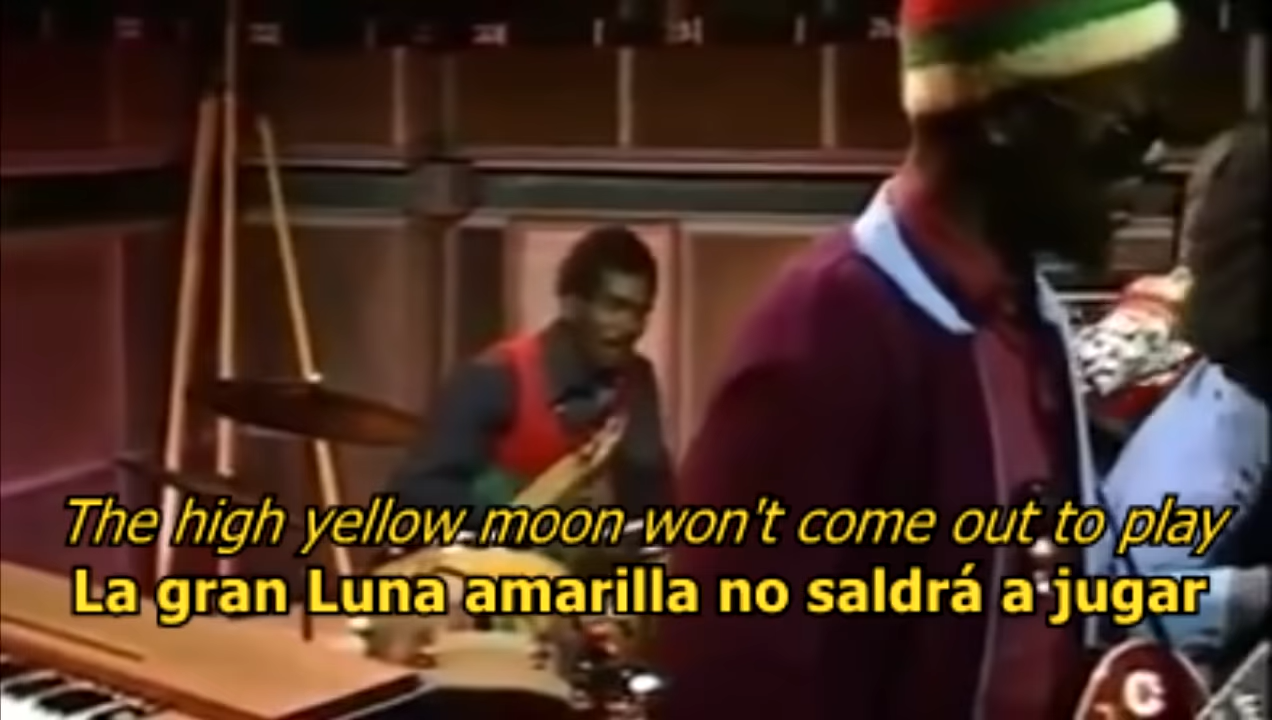 The high yellow moon won't come out to play
La gran Luna amarilla no saldrá a jugar
C